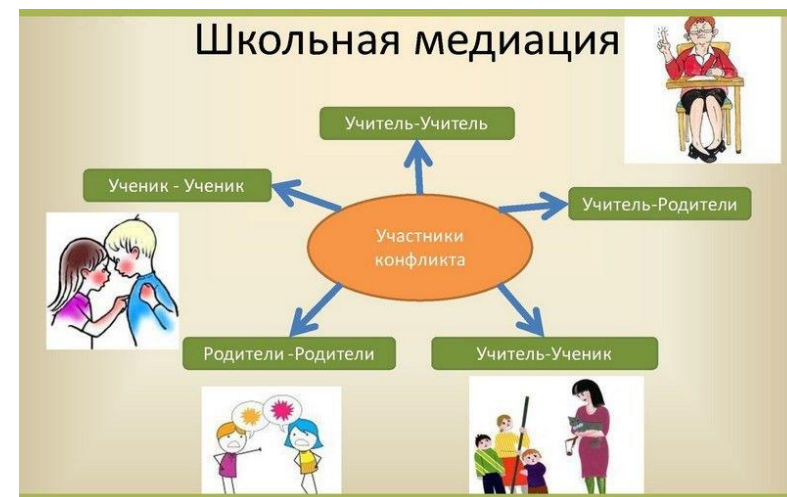 Школьная медиация
Учитель-Учитель
Ученик - Ученик
Учитель-Родители
Участники
конфликта
Родители -Родители
Учитель-Ученик